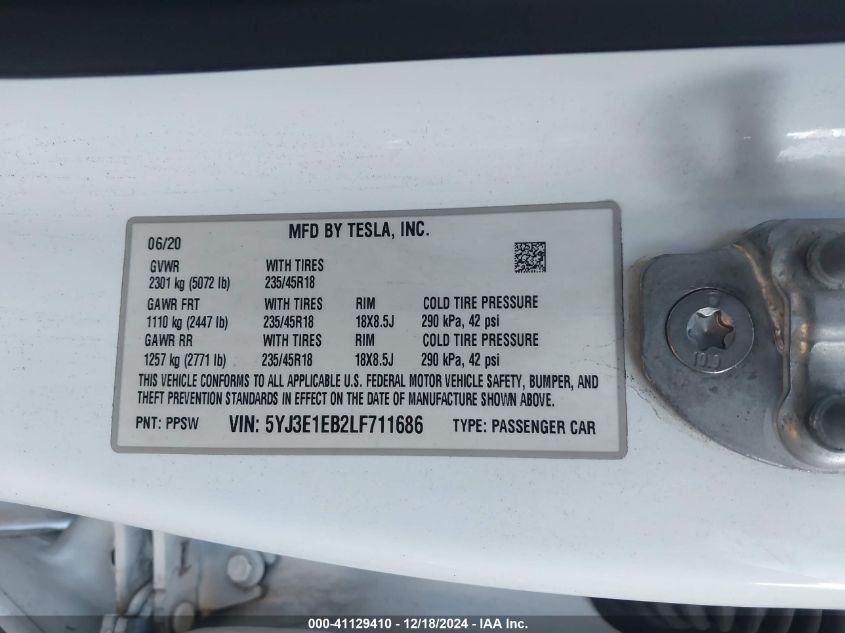 MFD BY TESLA, INC.
06/20
GVWR WITH TIRES
2301 kg (5072 lb) 235/45R18
GAWR FRT WITH TIRES RIM COLD TIRE PRESSURE
1110 kg (2447 lb) 235/45R18 18X8.5J 290 kPa, 42 psi
GAWR RR WITH TIRES RIM COLD TIRE PRESSURE
1257 kg (2771 lb) 235/45R18 18X8.5J 290 kPa, 42 psi
THIS VEHICLE CONFORMS TO ALL APPLICABLE U.S. FEDERAL MOTOR VEHICLE SAFETY, BUMPER, AND
THEFT PREVENTION STANDARDS IN EFFECT ON THE DATE OF MANUFACTURE SHOWN ABOVE.
PNT: PPSW VIN: 5YJ3E1EB2LF711686 TYPE: PASSENGER CAR
000-41129410 - 12/18/2024 - IAA Inc.